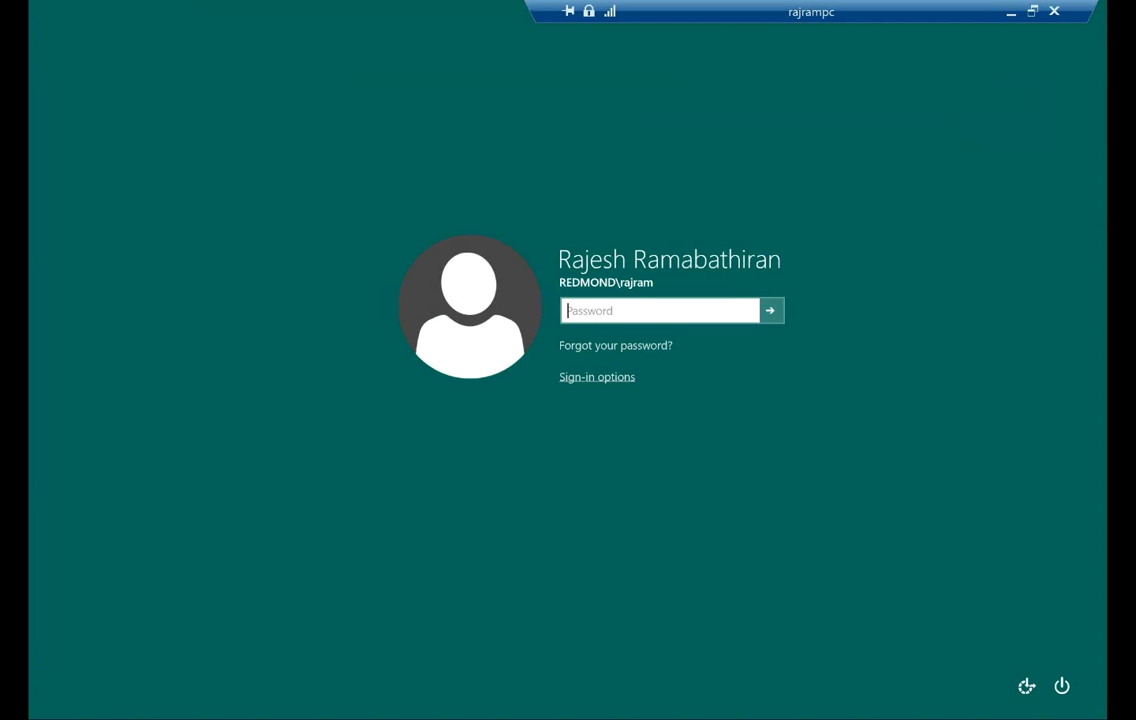 rajrampc
Rajesh Ramabathiran
REDMOND\rajram
Password
Forgot your password?
Sign-in options